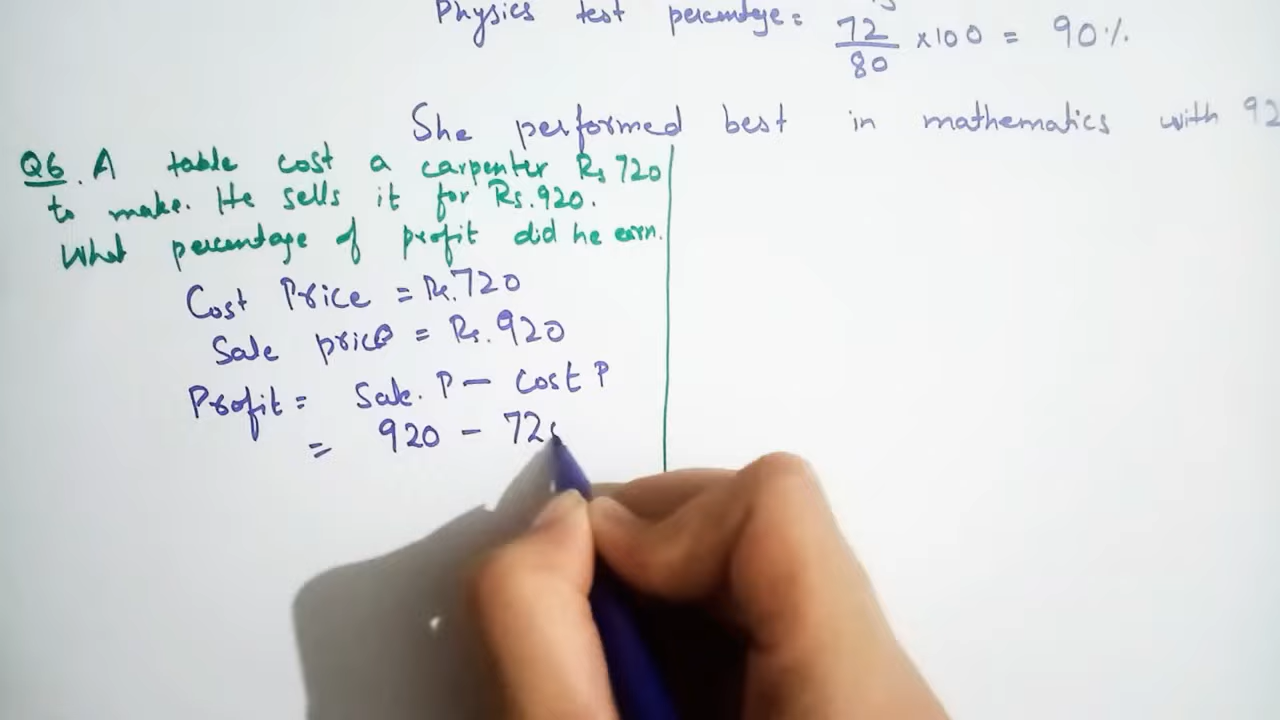 Physics test percentage = 72/80 ×100 = 90%
She performed best in mathematics with 92
Q6. A table cost a carpenter Rs 720
to make. He sells it for Rs.920.
What percentage of profit did he earn.
Cost Price = Rs.720
Sale price = Rs.920
Profit = Sale. P — Cost P
= 920 - 720